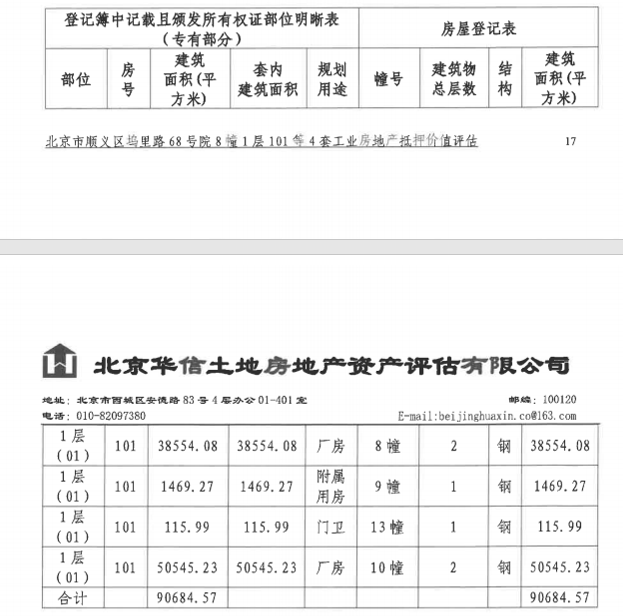 登记簿中记载且颁发所有权证部位明晰表（专有部分） 房屋登记表
部位 房号 建筑面积(平方米) 套内建筑面积 规划用途 幢号 建筑物总层数 结构 建筑面积(平方米)
北京市顺义区坞里路68号院8幢1层101等4套工业房地产抵押价值评估 17
北京华信土地房地产资产评估有限公司
地址：北京市西城区安德路83号4层办公01-401室 邮编：100120
电话：010-82097380 E-mail:beijinghuaxin.co@163.com
1层(01) 101 38554.08 38554.08 厂房 8幢 2 钢 38554.08
1层(01) 101 1469.27 1469.27 附属用房 9幢 1 钢 1469.27
1层(01) 101 115.99 115.99 门卫 13幢 1 钢 115.99
1层(01) 101 50545.23 50545.23 厂房 10幢 2 钢 50545.23
合计 90684.57 90684.57